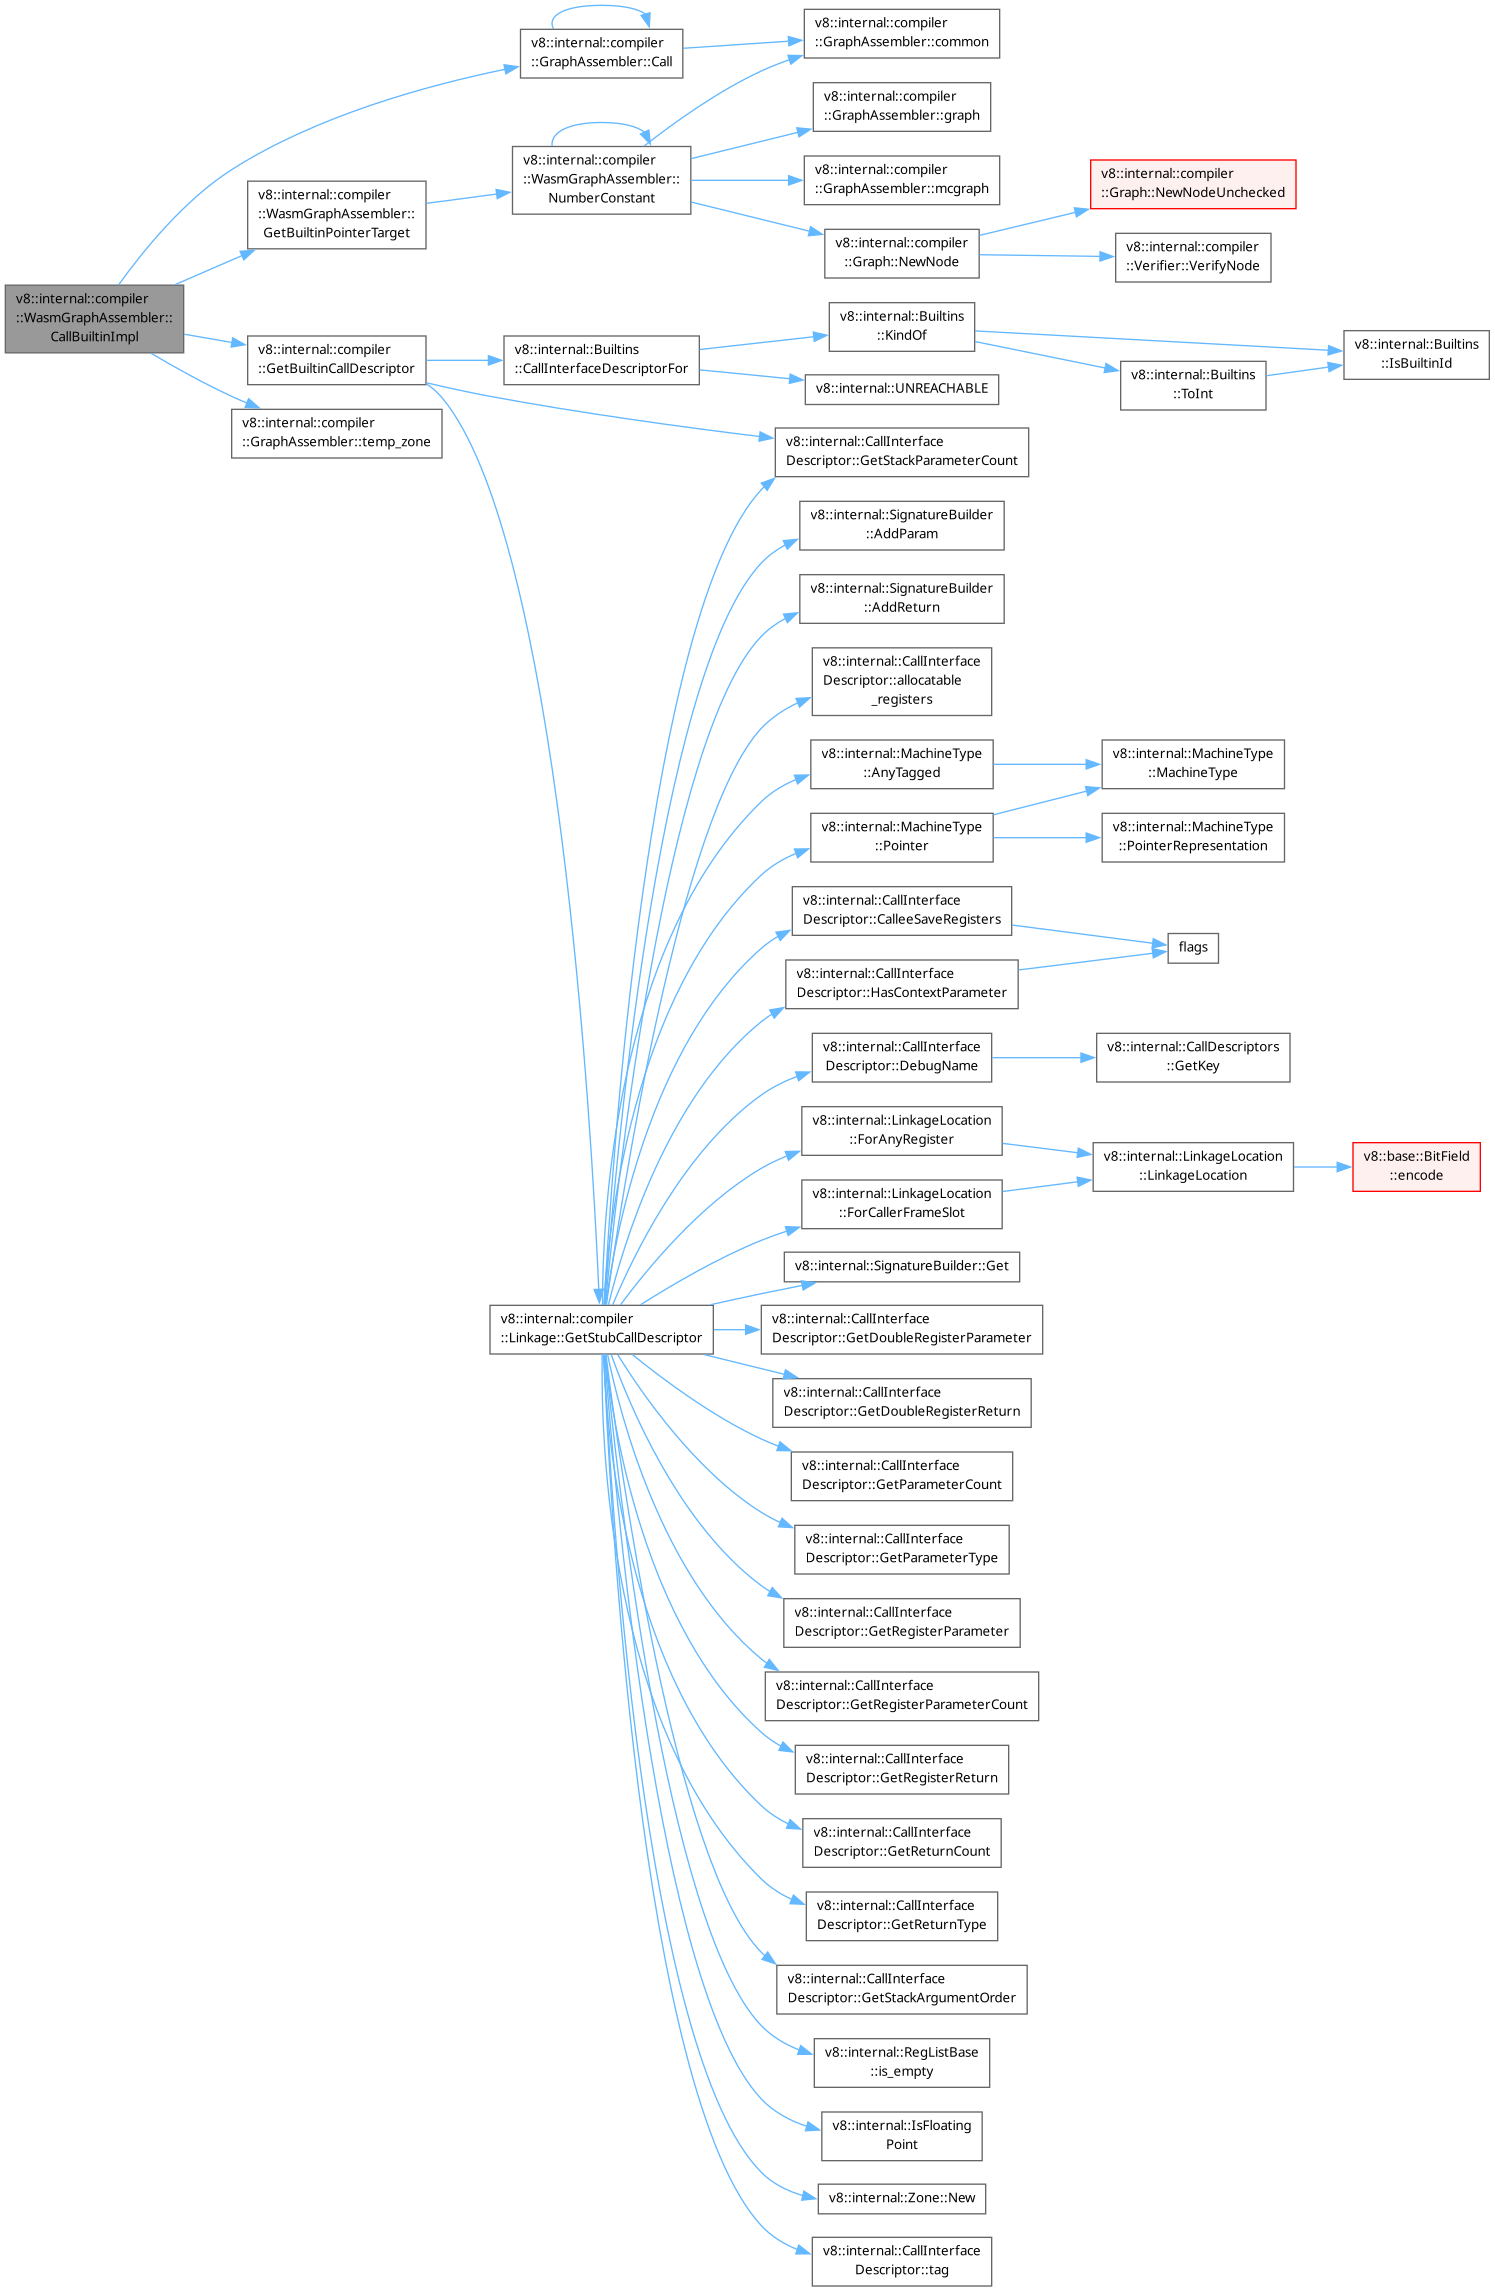 v8::internal::compiler
::GraphAssembler::Call
v8::internal::compiler
::GraphAssembler::common
v8::internal::compiler
::GraphAssembler::graph
v8::internal::compiler
::WasmGraphAssembler::
NumberConstant
v8::internal::compiler
::GraphAssembler::mcgraph
v8::internal::compiler
::Graph::NewNodeUnchecked
v8::internal::compiler
::WasmGraphAssembler::
GetBuiltinPointerTarget
v8::internal::compiler
::Graph::NewNode
v8::internal::compiler
::Verifier::VerifyNode
v8::internal::compiler
::WasmGraphAssembler::
CallBuiltinImpl
v8::internal::compiler
::GetBuiltinCallDescriptor
v8::internal::Builtins
::CallInterfaceDescriptorFor
v8::internal::Builtins
::KindOf
v8::internal::Builtins
::IsBuiltinId
v8::internal::UNREACHABLE
v8::internal::Builtins
::ToInt
v8::internal::compiler
::GraphAssembler::temp_zone
v8::internal::CallInterface
Descriptor::GetStackParameterCount
v8::internal::SignatureBuilder
::AddParam
v8::internal::SignatureBuilder
::AddReturn
v8::internal::CallInterface
Descriptor::allocatable
_registers
v8::internal::MachineType
::AnyTagged
v8::internal::MachineType
::MachineType
v8::internal::MachineType
::Pointer
v8::internal::MachineType
::PointerRepresentation
v8::internal::CallInterface
Descriptor::CalleeSaveRegisters
flags
v8::internal::CallInterface
Descriptor::HasContextParameter
v8::internal::CallInterface
Descriptor::DebugName
v8::internal::CallDescriptors
::GetKey
v8::internal::LinkageLocation
::ForAnyRegister
v8::internal::LinkageLocation
::LinkageLocation
v8::base::BitField
::encode
v8::internal::LinkageLocation
::ForCallerFrameSlot
v8::internal::SignatureBuilder::Get
v8::internal::compiler
::Linkage::GetStubCallDescriptor
v8::internal::CallInterface
Descriptor::GetDoubleRegisterParameter
v8::internal::CallInterface
Descriptor::GetDoubleRegisterReturn
v8::internal::CallInterface
Descriptor::GetParameterCount
v8::internal::CallInterface
Descriptor::GetParameterType
v8::internal::CallInterface
Descriptor::GetRegisterParameter
v8::internal::CallInterface
Descriptor::GetRegisterParameterCount
v8::internal::CallInterface
Descriptor::GetRegisterReturn
v8::internal::CallInterface
Descriptor::GetReturnCount
v8::internal::CallInterface
Descriptor::GetReturnType
v8::internal::CallInterface
Descriptor::GetStackArgumentOrder
v8::internal::RegListBase
::is_empty
v8::internal::IsFloating
Point
v8::internal::Zone::New
v8::internal::CallInterface
Descriptor::tag